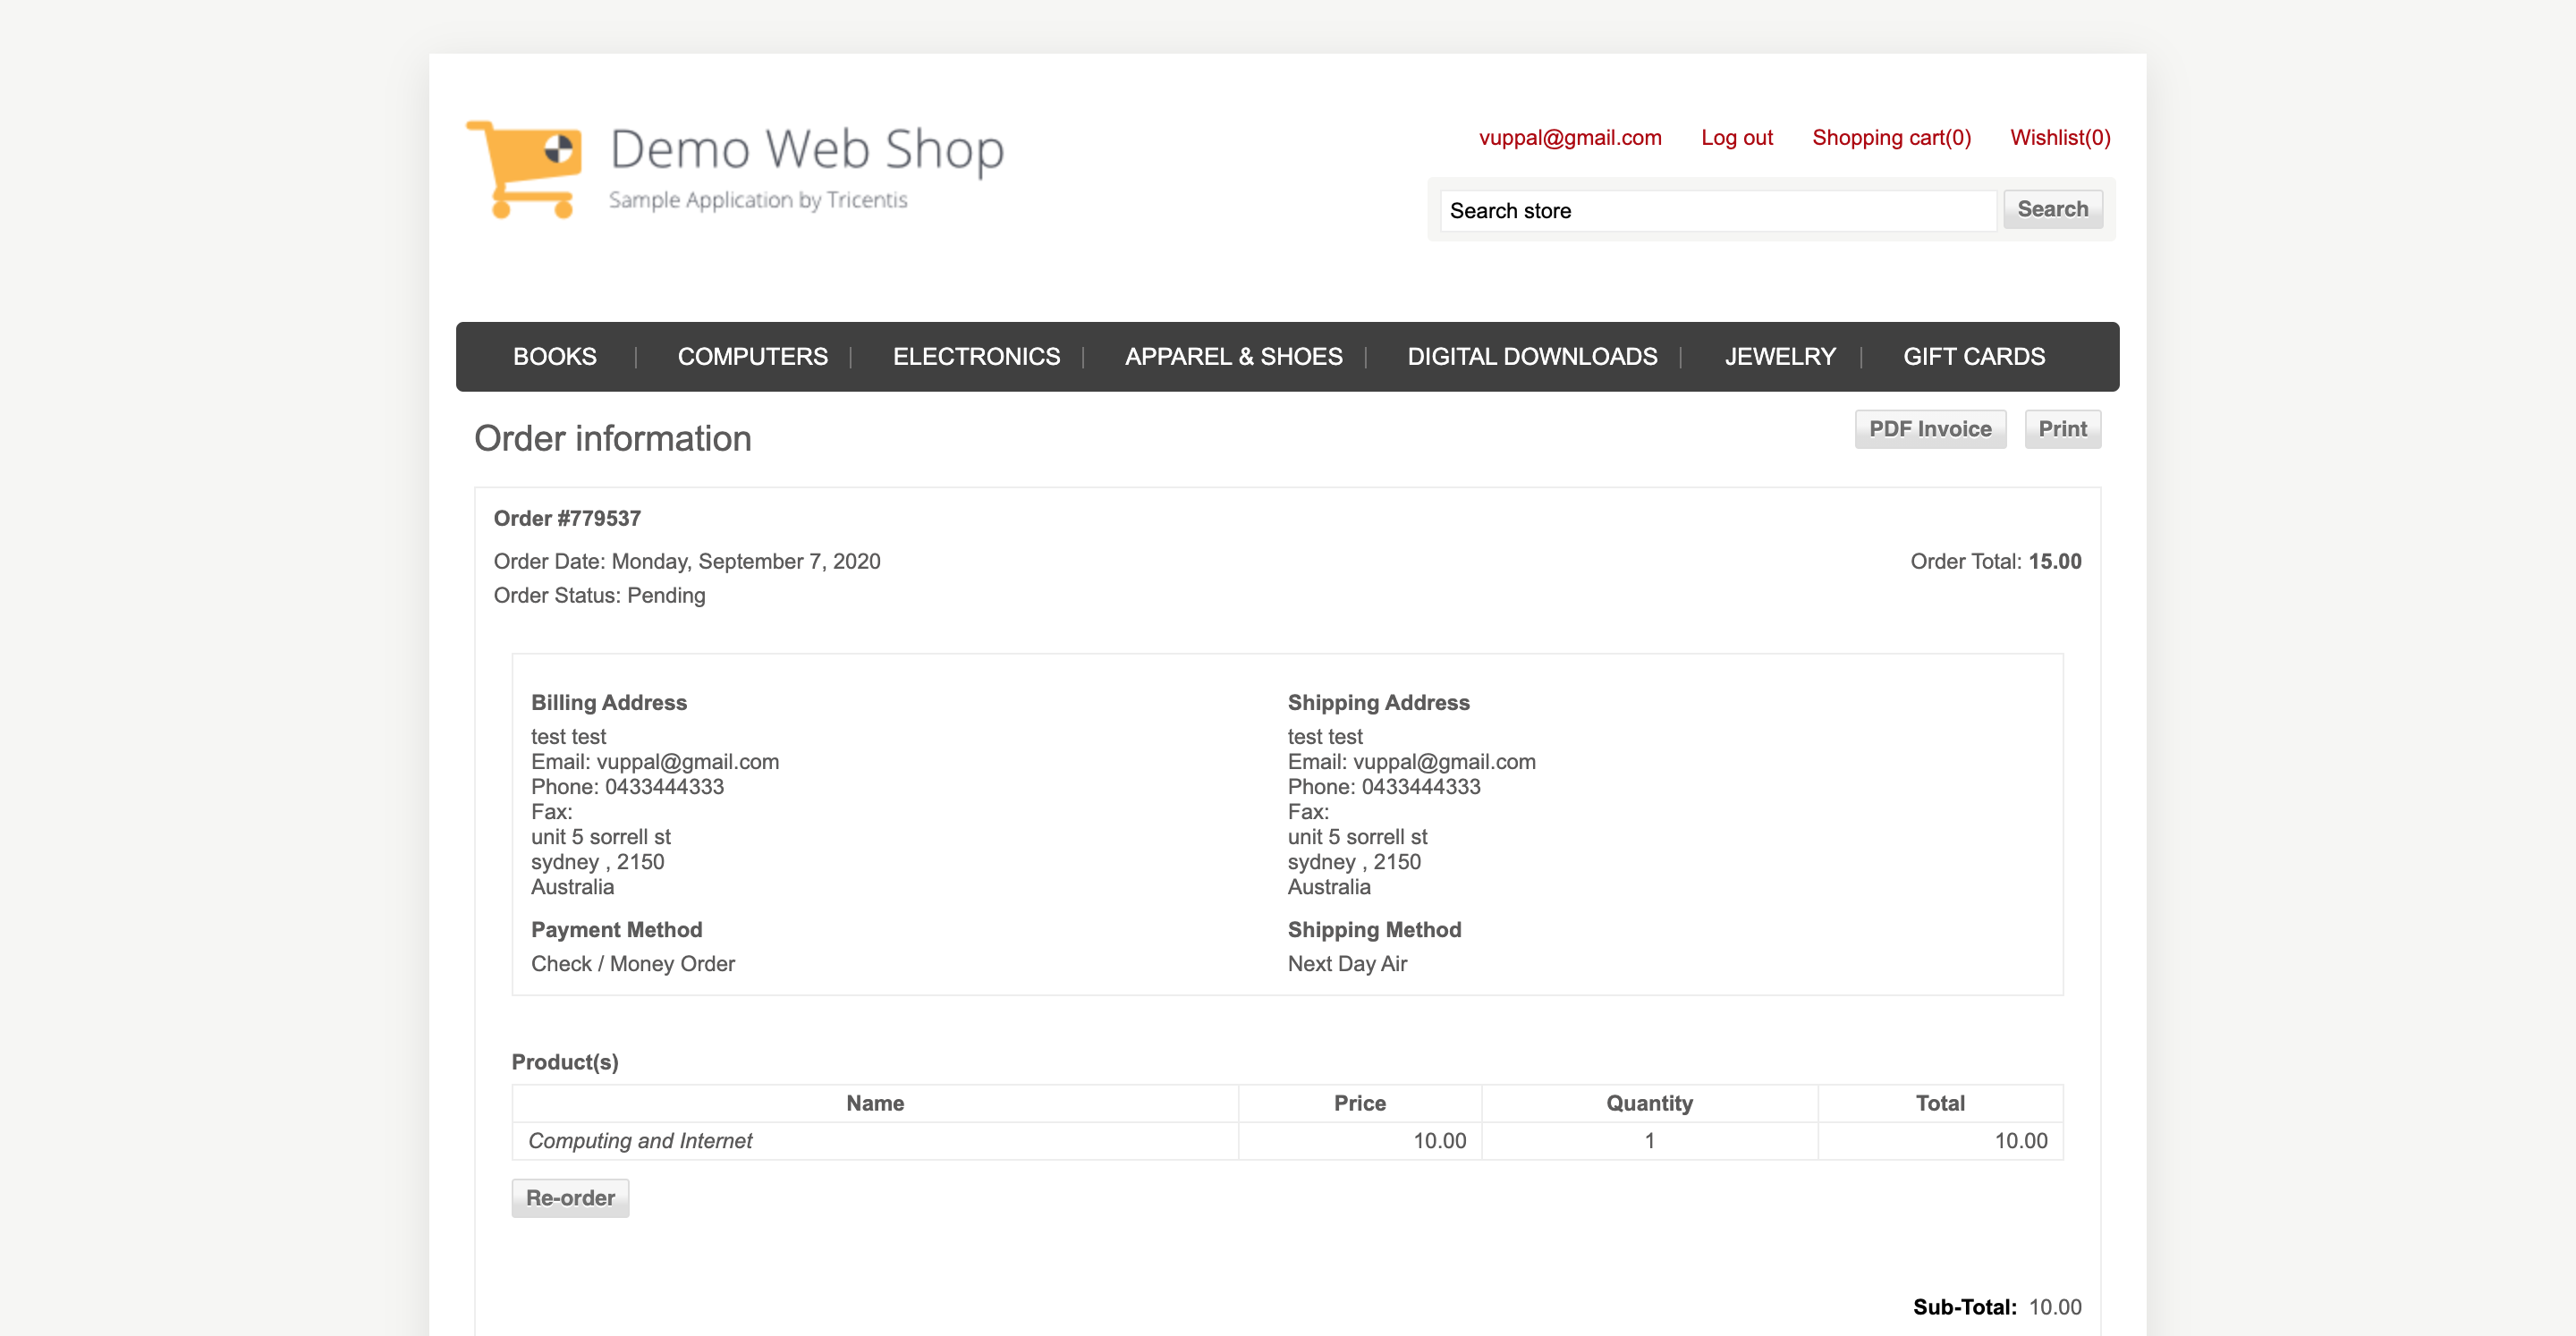 Demo Web Shop
Sample Application by Tricentis
vuppal@gmail.com Log out Shopping cart(0) Wishlist(0)
Search store Search
BOOKS COMPUTERS ELECTRONICS APPAREL & SHOES DIGITAL DOWNLOADS JEWELRY GIFT CARDS
Order information
PDF Invoice Print
Order #779537
Order Date: Monday, September 7, 2020 Order Total: 15.00
Order Status: Pending
Billing Address
test test
Email: vuppal@gmail.com
Phone: 0433444333
Fax:
unit 5 sorrell st
sydney , 2150
Australia
Payment Method
Check / Money Order
Shipping Address
test test
Email: vuppal@gmail.com
Phone: 0433444333
Fax:
unit 5 sorrell st
sydney , 2150
Australia
Shipping Method
Next Day Air
Product(s)
Name Price Quantity Total
Computing and Internet 10.00 1 10.00
Re-order
Sub-Total: 10.00